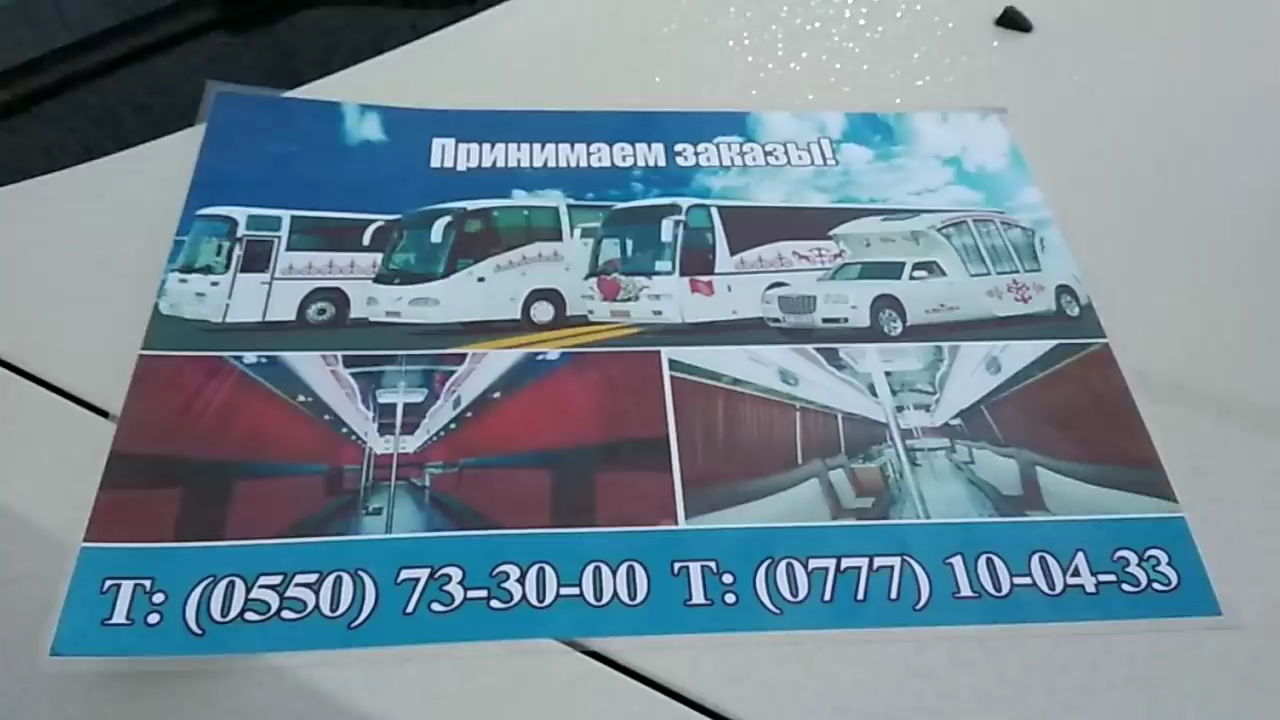 Принимаем заказы!
Т: (0550) 73-30-00 Т: (0777) 10-04-33